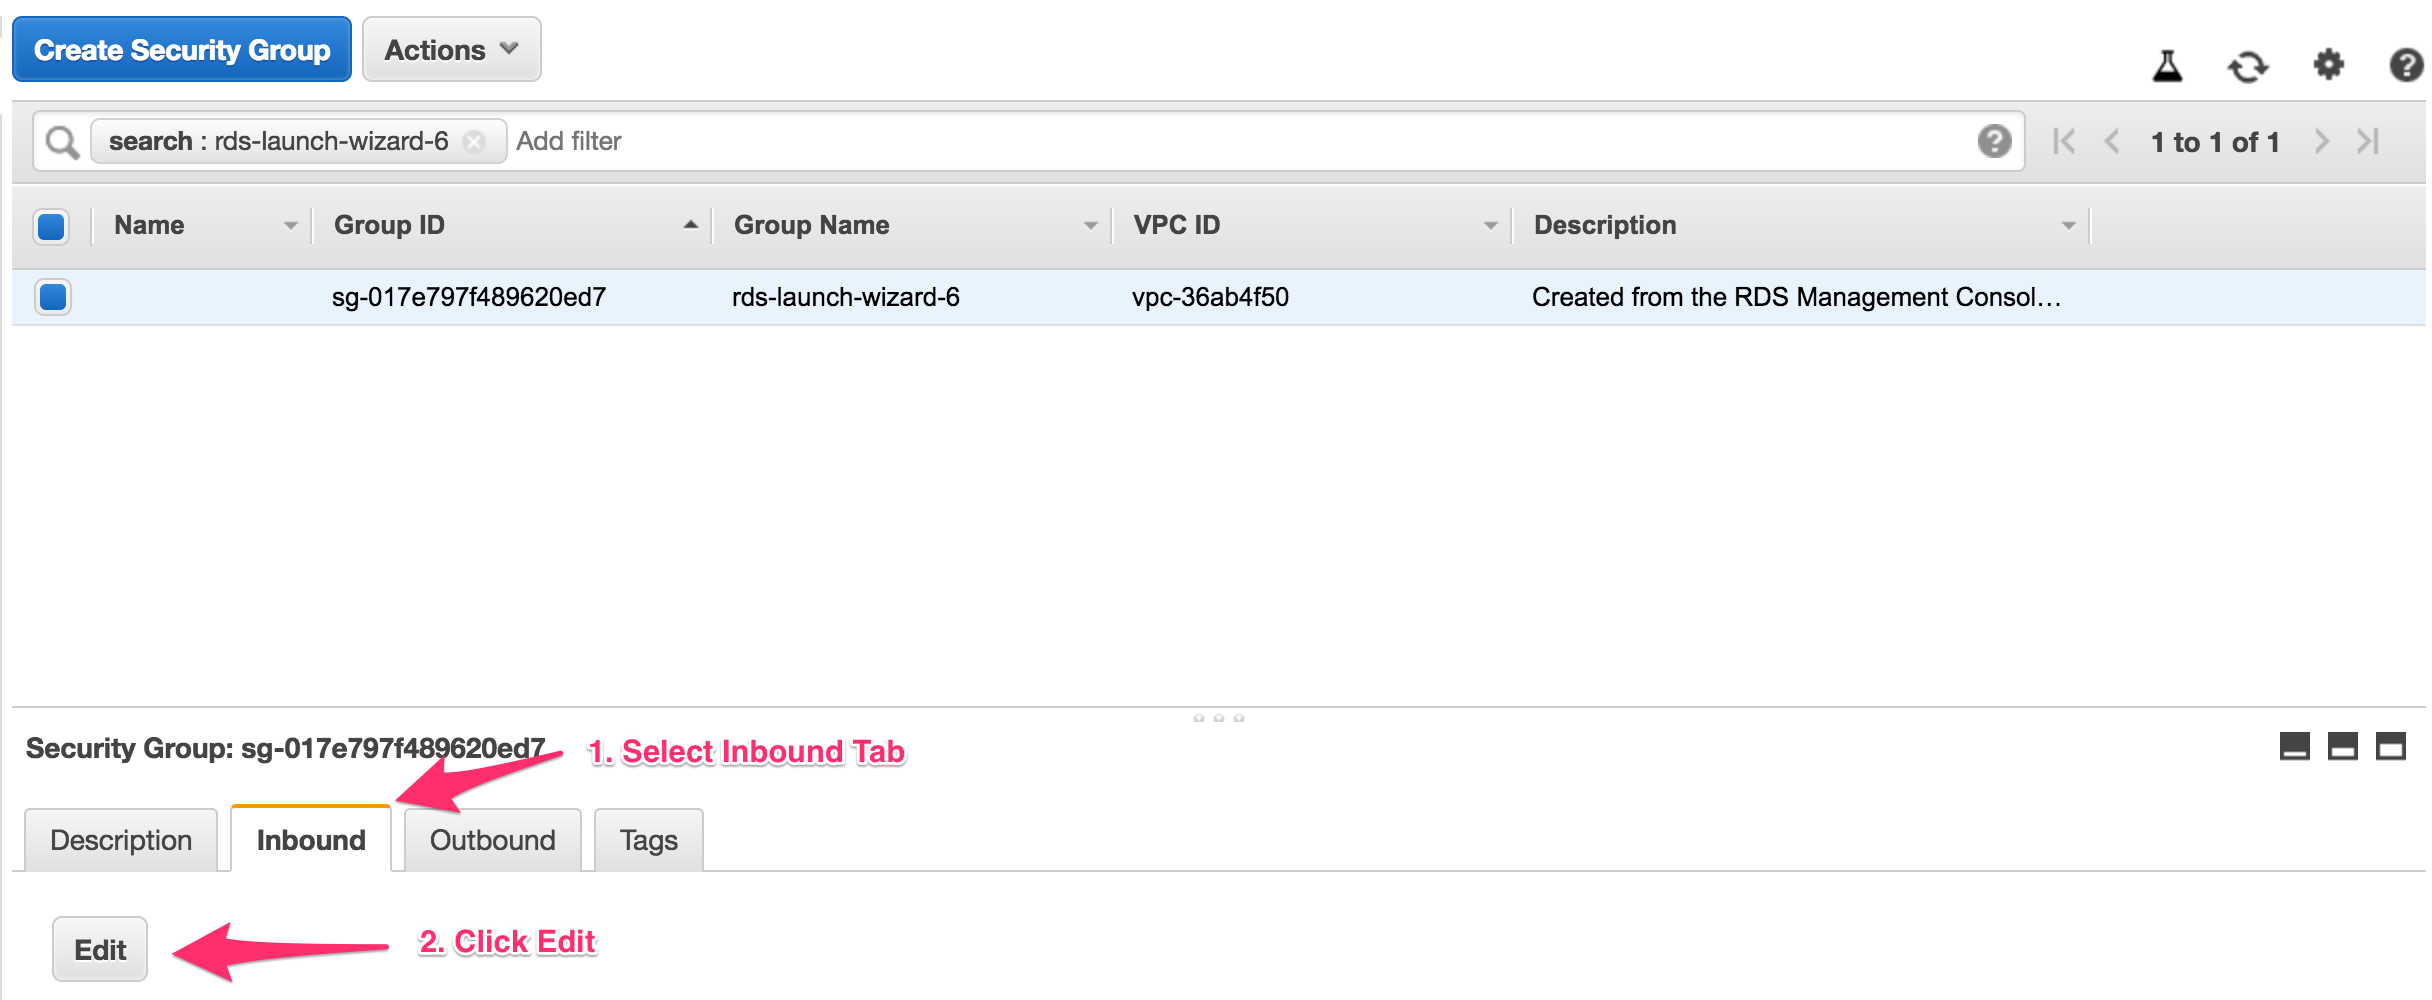 Create Security Group Actions
search : rds-launch-wizard-6 Add filter 1 to 1 of 1
Name Group ID Group Name VPC ID Description
sg-017e797f489620ed7 rds-launch-wizard-6 vpc-36ab4f50 Created from the RDS Management Consol…
Security Group: sg-017e797f489620ed7 1. Select Inbound Tab
Description Inbound Outbound Tags
Edit 2. Click Edit